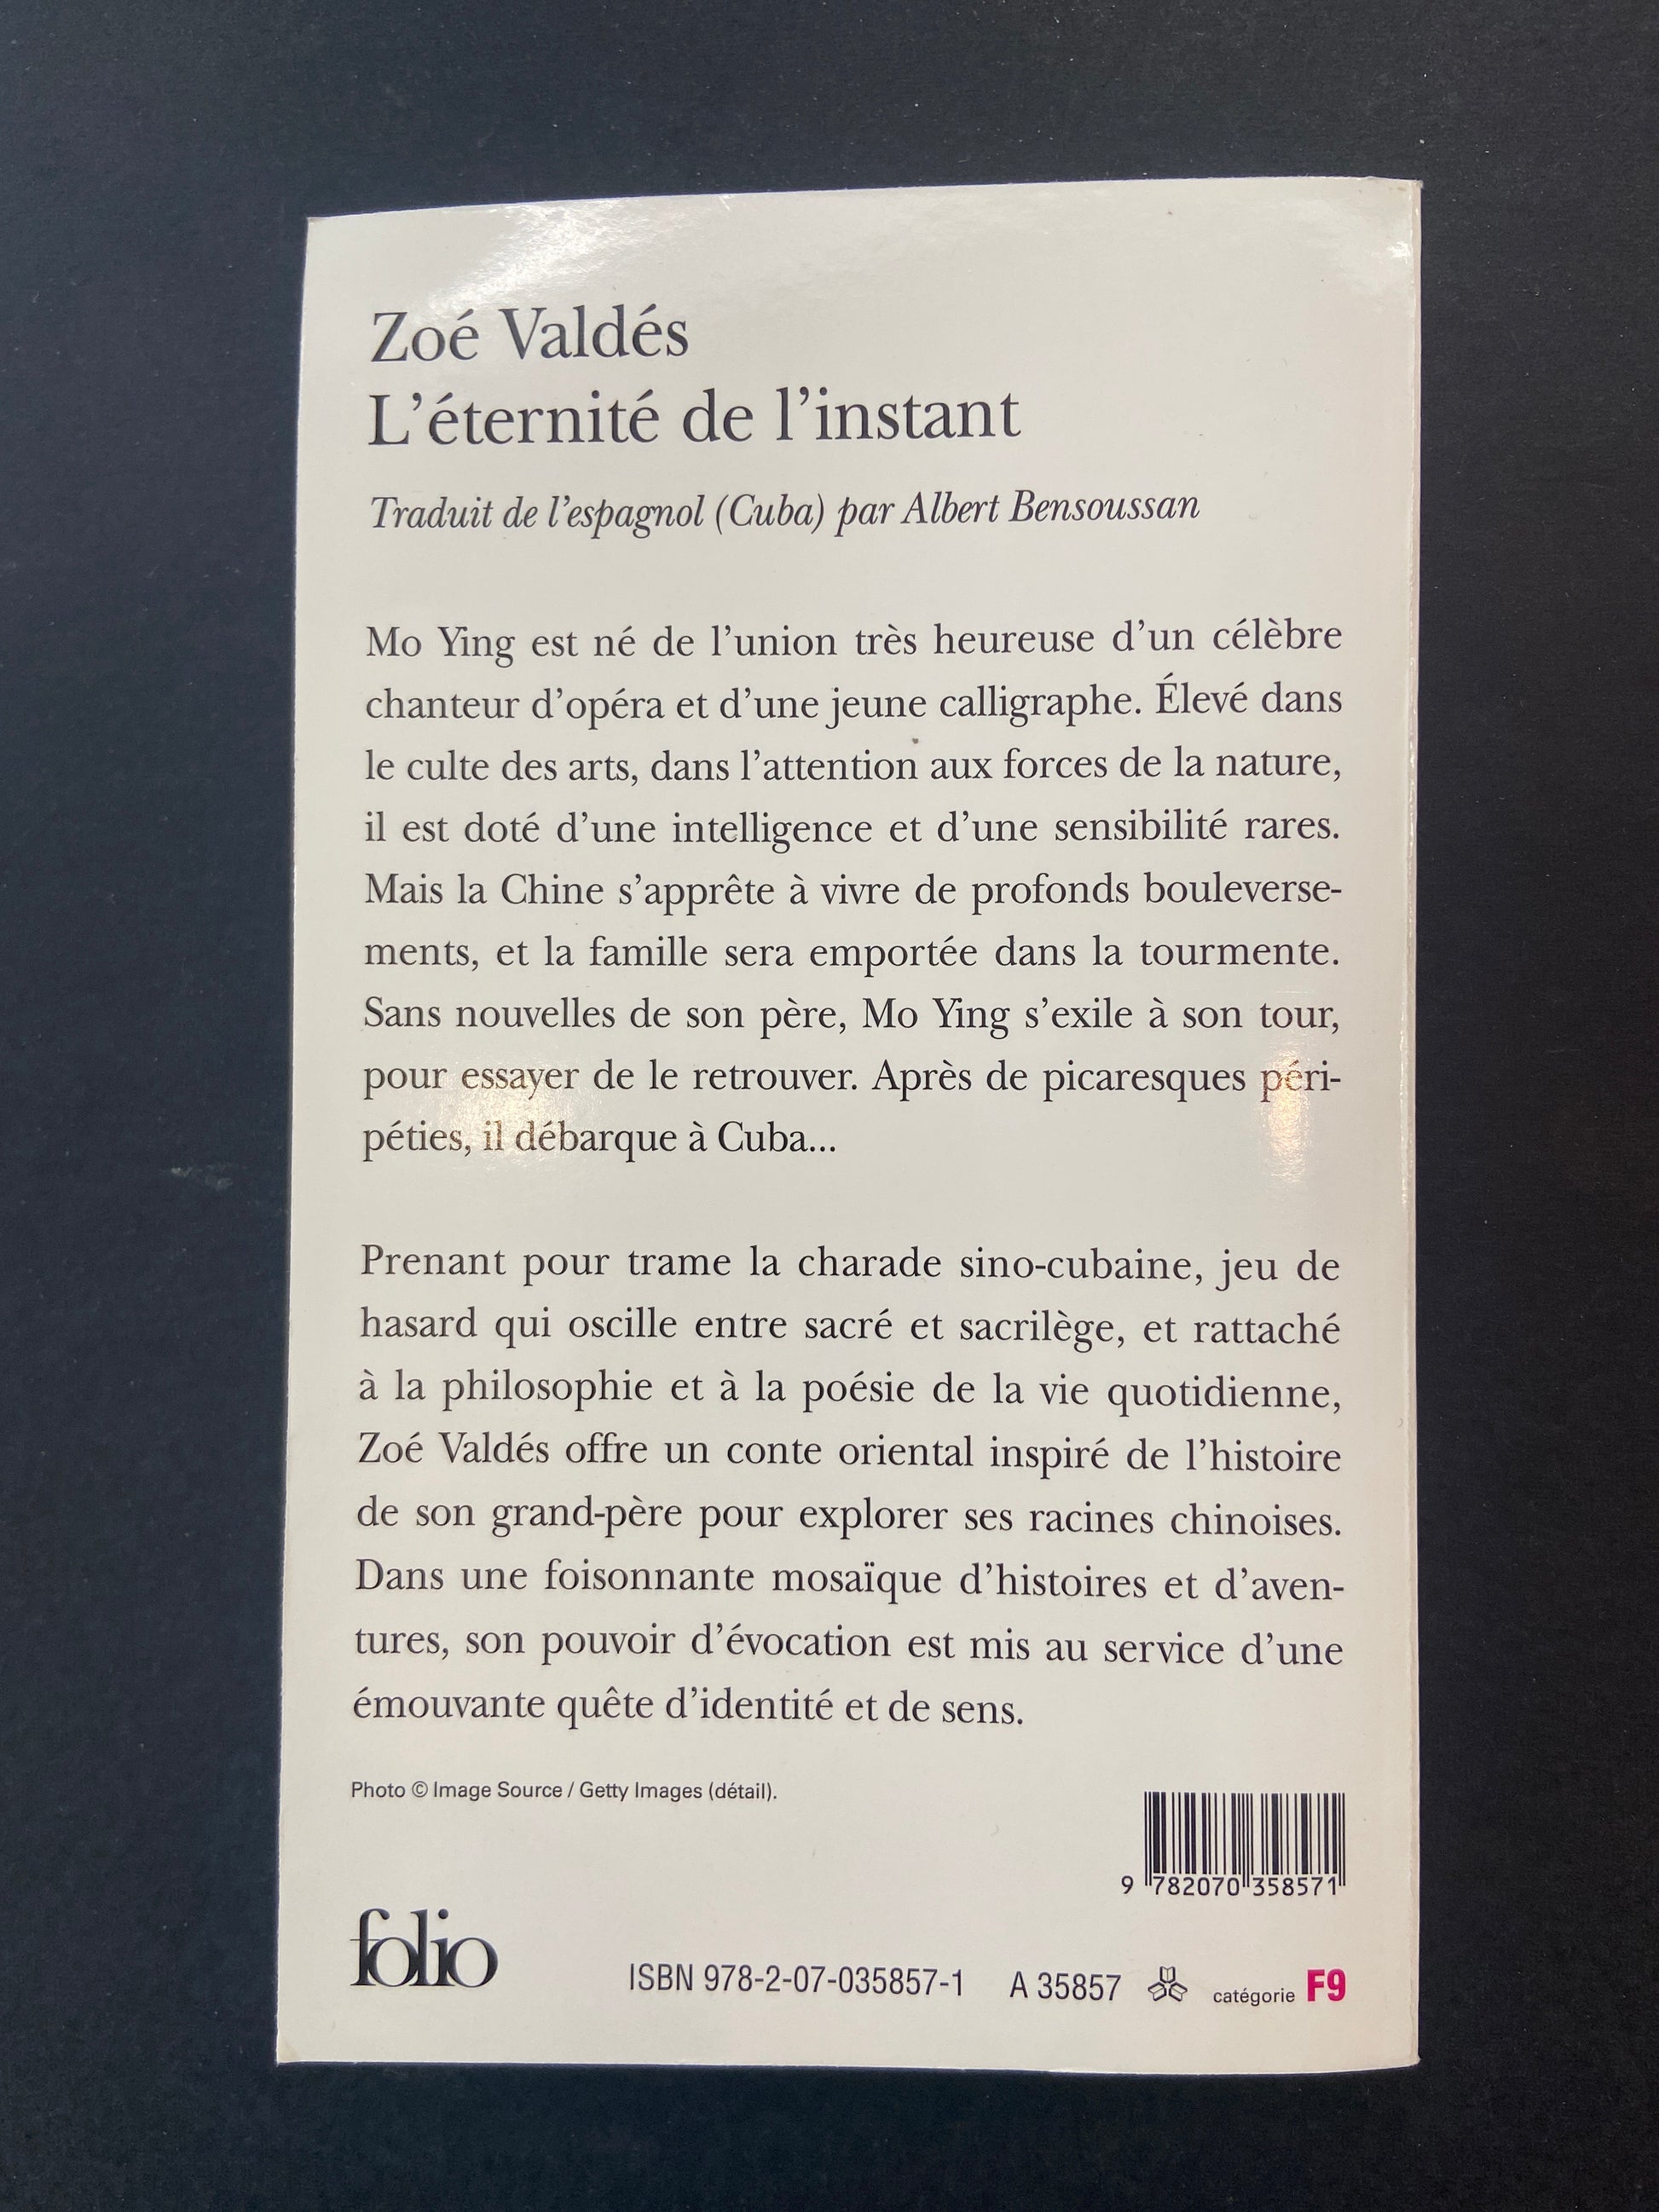 Zoé Valdés
L’éternité de l’instant
Traduit de l’espagnol (Cuba) par Albert Bensoussan
Mo Ying est né de l’union très heureuse d’un célèbre
chanteur d’opéra et d’une jeune calligraphe. Élevé dans
le culte des arts, dans l’attention aux forces de la nature,
il est doté d’une intelligence et d’une sensibilité rares.
Mais la Chine s’apprête à vivre de profonds bouleverse-
ments, et la famille sera emportée dans la tourmente.
Sans nouvelles de son père, Mo Ying s’exile à son tour,
pour essayer de le retrouver. Après de picaresques péri-
péties, il débarque à Cuba...
Prenant pour trame la charade sino-cubaine, jeu de
hasard qui oscille entre sacré et sacrilège, et rattaché
à la philosophie et à la poésie de la vie quotidienne,
Zoé Valdés offre un conte oriental inspiré de l’histoire
de son grand-père pour explorer ses racines chinoises.
Dans une foisonnante mosaïque d’histoires et d’aven-
tures, son pouvoir d’évocation est mis au service d’une
émouvante quête d’identité et de sens.
Photo © Image Source / Getty Images (détail).
9 782070 358571
folio
ISBN 978-2-07-035857-1 A 35857 catégorie F9